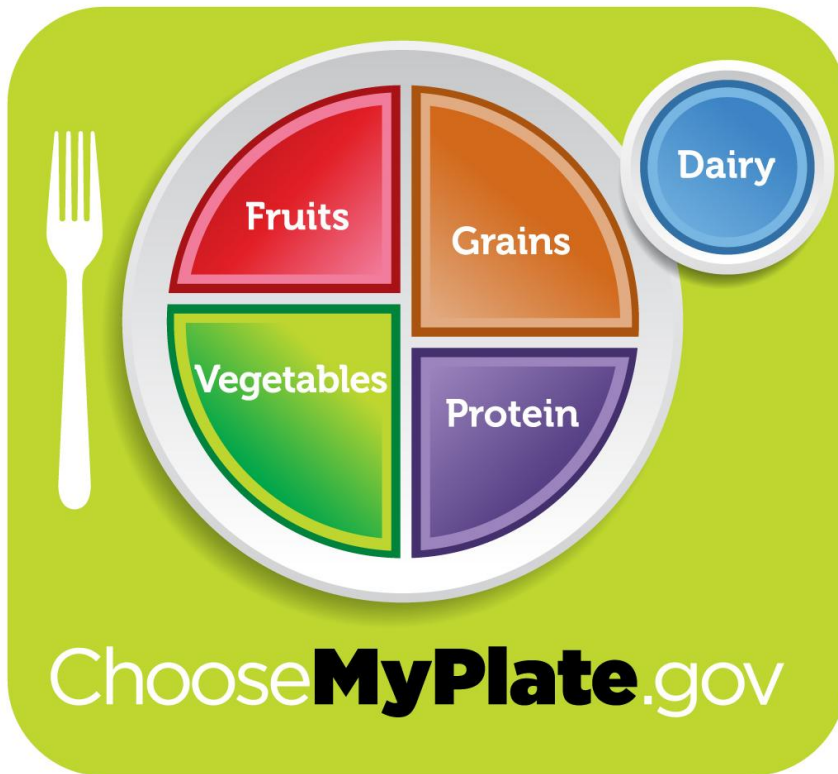 Fruits
Grains
Dairy
Vegetables
Protein
ChooseMyPlate.gov